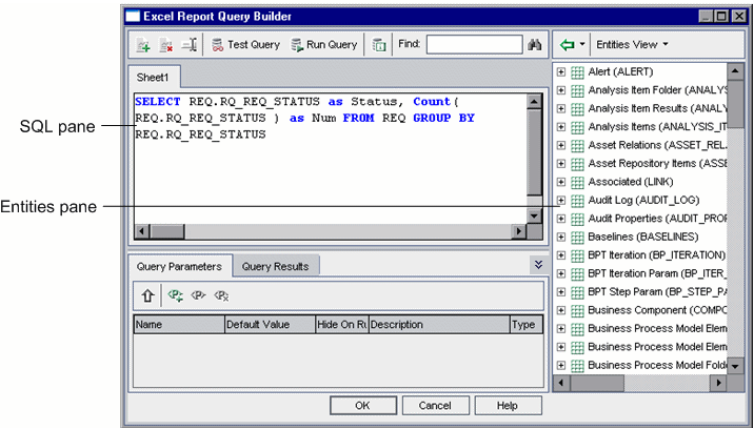 Excel Report Query Builder
Test Query Run Query Find: Entities View
Sheet1
SELECT REQ.RQ_REQ_STATUS as Status, Count(
REQ.RQ_REQ_STATUS ) as Num FROM REQ GROUP BY
REQ.RQ_REQ_STATUS
SQL pane
Entities pane
Query Parameters Query Results
Name Default Value Hide On Ru Description Type
Alert (ALERT)
Analysis Item Folder (ANALYS
Analysis Item Results (ANALY
Analysis Items (ANALYSIS_IT
Asset Relations (ASSET_REL
Asset Repository Items (ASSE
Associated (LINK)
Audit Log (AUDIT_LOG)
Audit Properties (AUDIT_PROP
Baselines (BASELINES)
BPT Iteration (BP_ITERATION)
BPT Iteration Param (BP_ITER_
BPT Step Param (BP_STEP_PA
Business Component (COMPO
Business Process Model Elem
Business Process Model Elem
Business Process Model Folde
OK Cancel Help